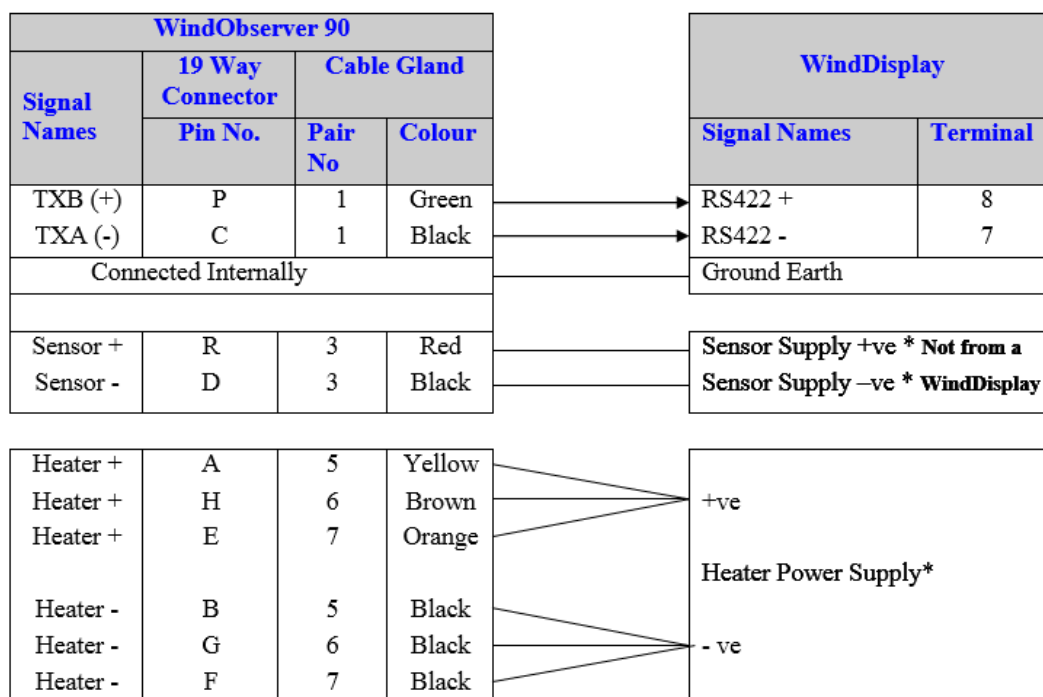 WindObserver 90
WindDisplay
Signal Names
19 Way Connector
Cable Gland
Pin No.
Pair No
Colour
Signal Names
Terminal
TXB (+) P 1 Green RS422 + 8
TXA (-) C 1 Black RS422 - 7
Connected Internally Ground Earth
Sensor + R 3 Red Sensor Supply +ve * Not from a
Sensor - D 3 Black Sensor Supply –ve * WindDisplay
Heater + A 5 Yellow
Heater + H 6 Brown +ve
Heater + E 7 Orange
Heater Power Supply*
Heater - B 5 Black
Heater - G 6 Black - ve
Heater - F 7 Black